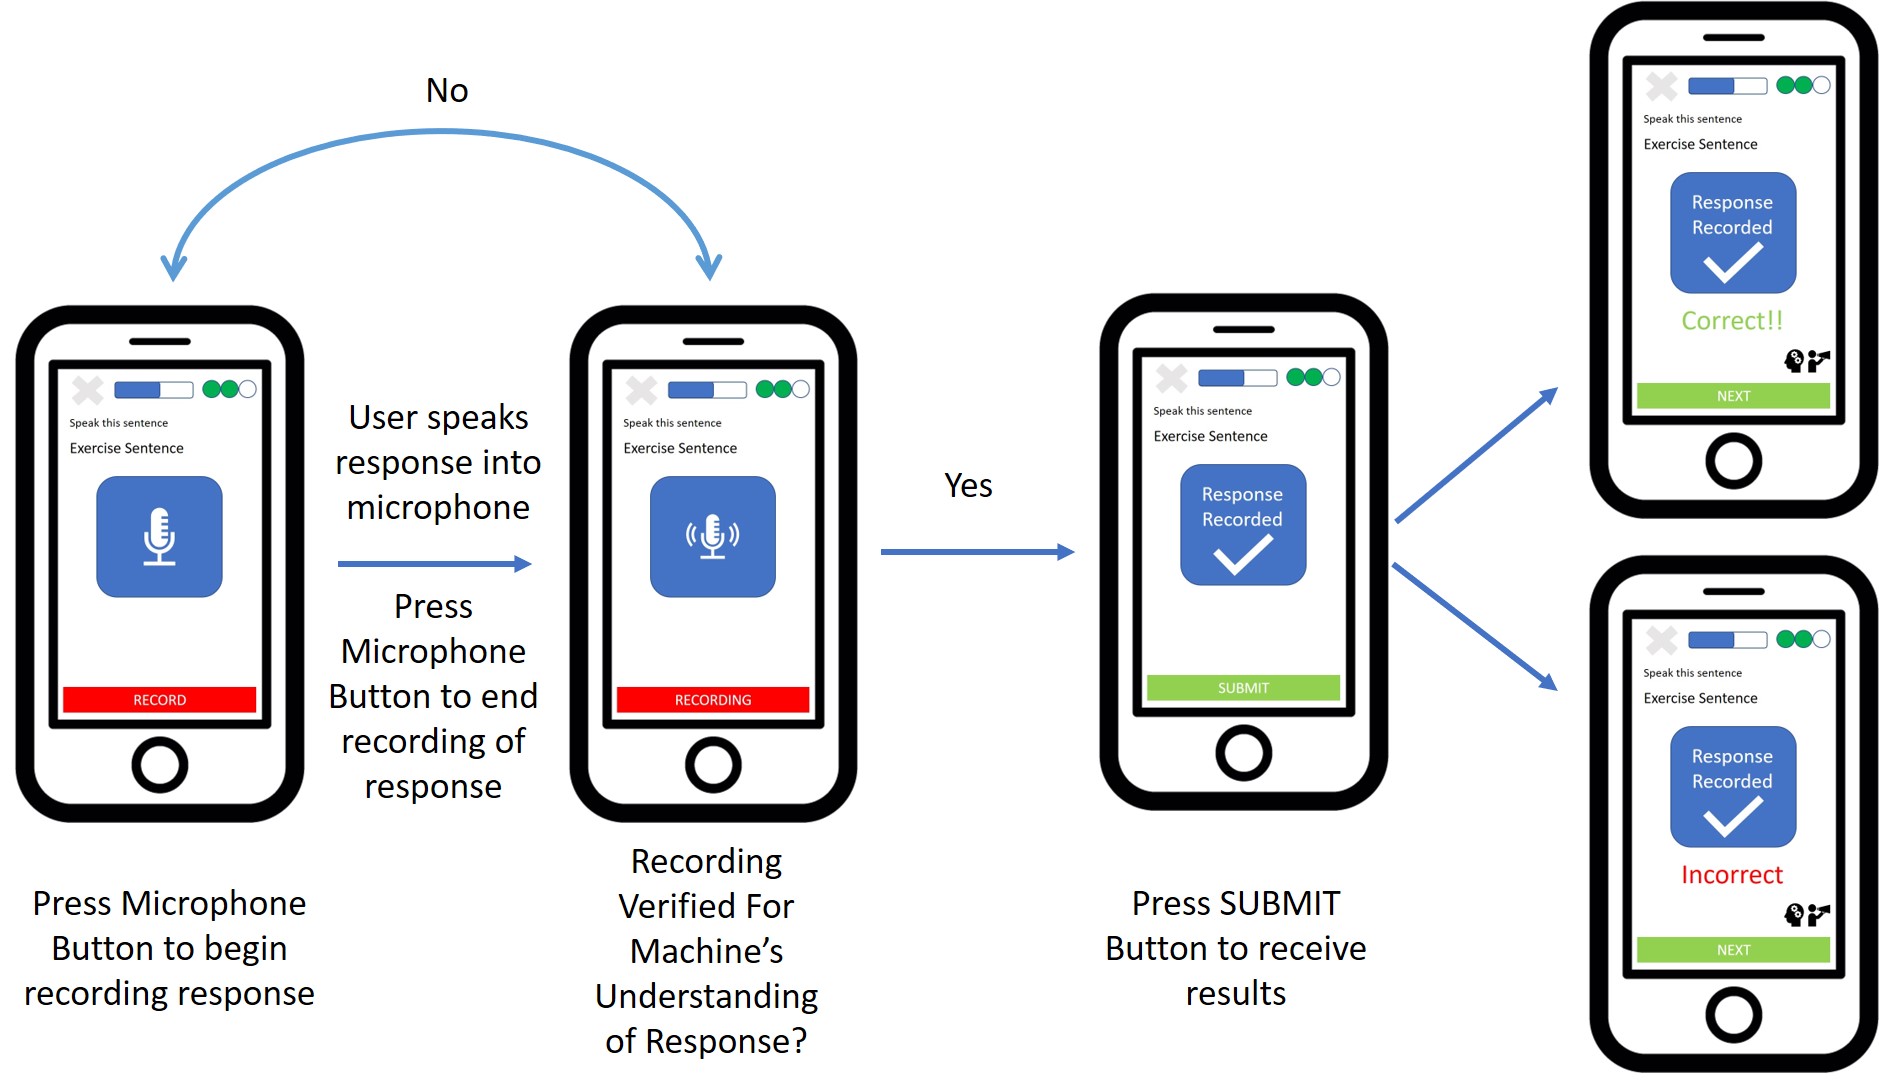 No
Speak this sentence
Exercise Sentence
RECORD
Press Microphone
Button to begin
recording response
User speaks
response into
microphone
Press
Microphone
Button to end
recording of
response
Speak this sentence
Exercise Sentence
RECORDING
Recording
Verified For
Machine’s
Understanding
of Response?
Yes
Speak this sentence
Exercise Sentence
Response
Recorded
SUBMIT
Press SUBMIT
Button to receive
results
Speak this sentence
Exercise Sentence
Response
Recorded
Correct!!
NEXT
Speak this sentence
Exercise Sentence
Response
Recorded
Incorrect
NEXT